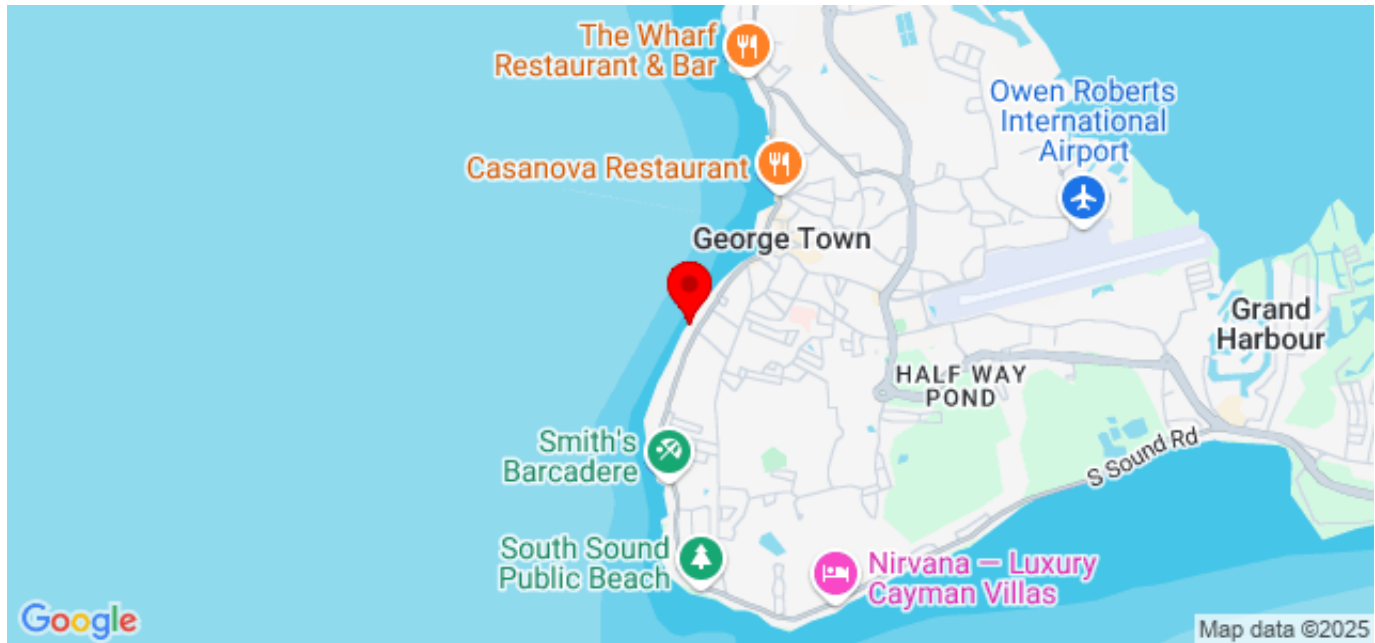 The Wharf
Restaurant & Bar
Owen Roberts
International
Airport
Casanova Restaurant
George Town
Grand
Harbour
HALF WAY
POND
Smith's
Barcadere
S Sound Rd
South Sound
Public Beach
Nirvana — Luxury
Cayman Villas
Google
Map data ©2025